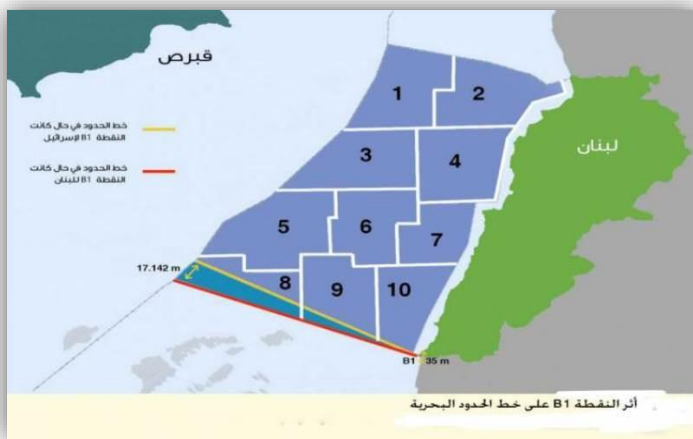 قبرص
لبنان
خط الحدود في حال كانت
النقطة B1 لإسرائيل
خط الحدود في حال كانت
النقطة B1 للبنان
1
2
3
4
5
6
7
8
9
10
17.142 m
B1
35 m
أثر النقطة B1 على خط الحدود البحرية